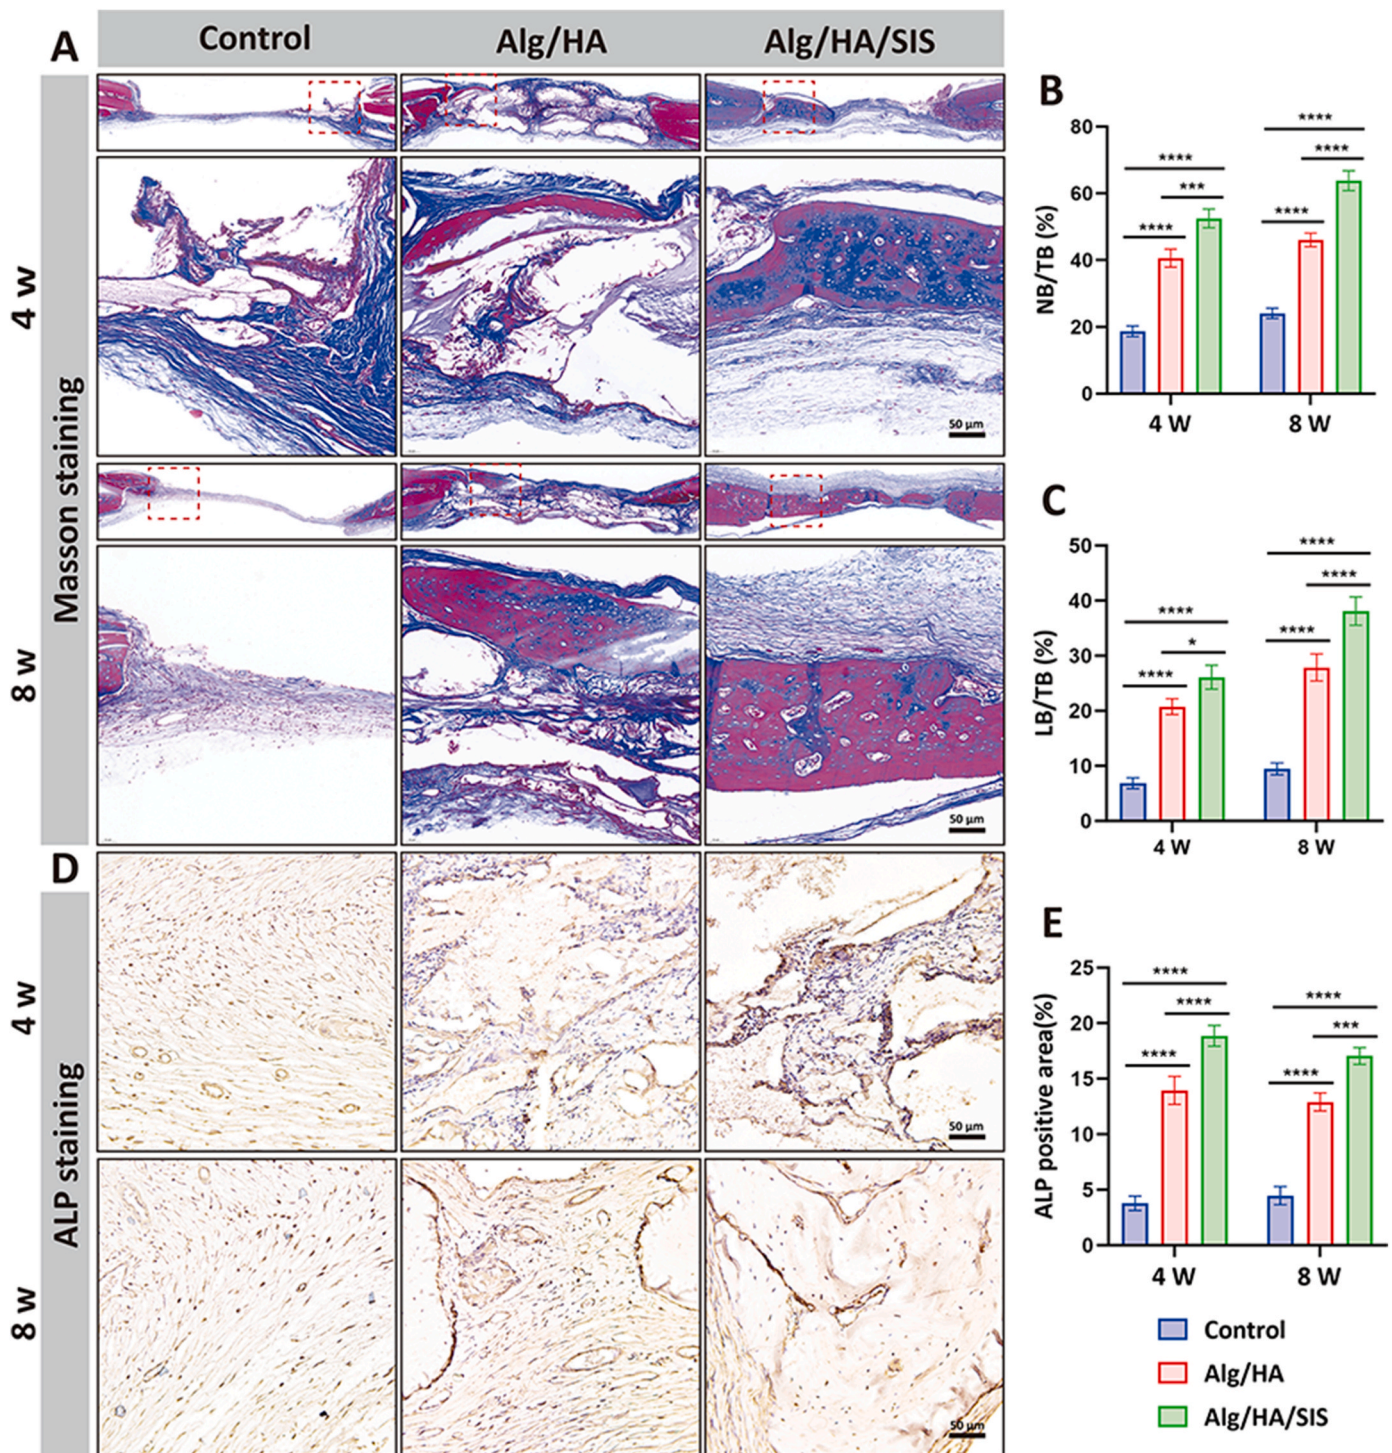 A
Control
Alg/HA
Alg/HA/SIS
Masson staining
4 w
50 μm
8 w
50 μm
B
NB/TB (%)
80
60
40
20
0
****
***
****
****
****
****
4 W
8 W
C
LB/TB (%)
50
40
30
20
10
0
****
*
****
****
****
****
4 W
8 W
D
ALP staining
4 w
50 μm
8 w
50 μm
E
ALP positive area(%)
25
20
15
10
5
0
****
****
****
****
***
****
4 W
8 W
Control
Alg/HA
Alg/HA/SIS